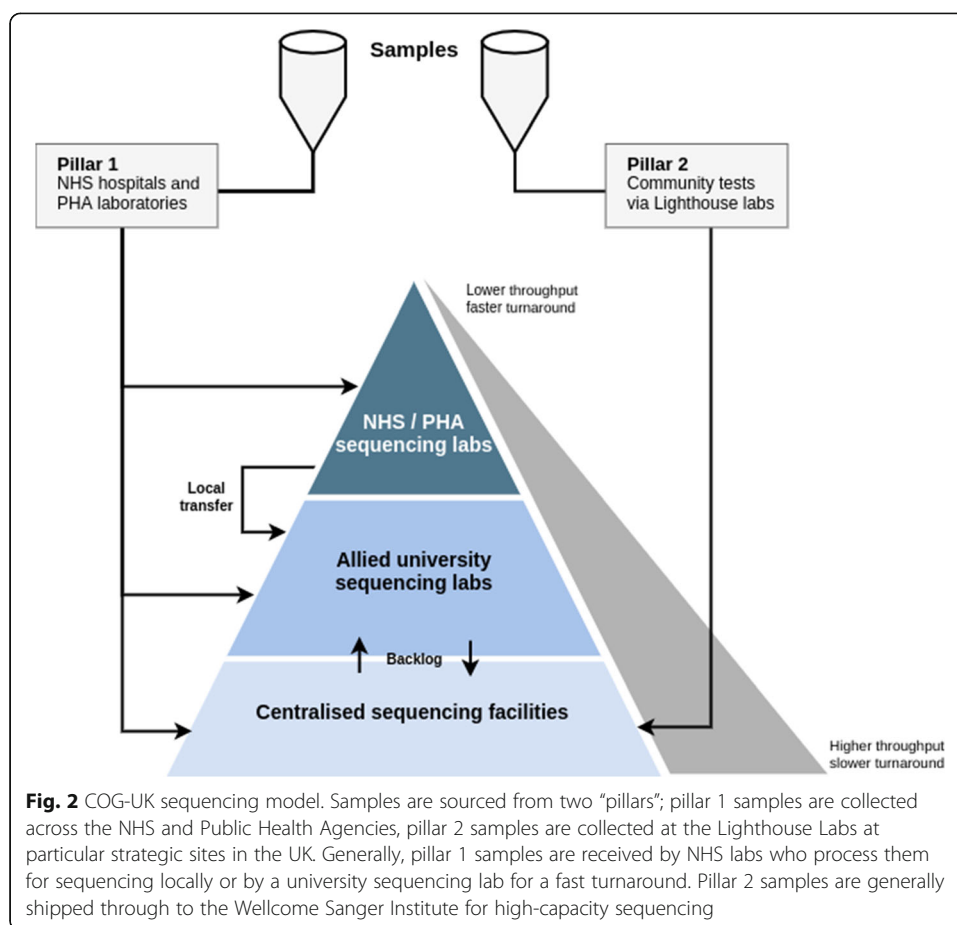 Samples
Pillar 1
NHS hospitals and
PHA laboratories
Pillar 2
Community tests
via Lighthouse labs
Lower throughput
faster turnaround
NHS / PHA
sequencing labs
Local
transfer
Allied university
sequencing labs
Backlog
Centralised sequencing facilities
Higher throughput
slower turnaround
Fig. 2 COG-UK sequencing model. Samples are sourced from two “pillars”; pillar 1 samples are collected
across the NHS and Public Health Agencies, pillar 2 samples are collected at the Lighthouse Labs at
particular strategic sites in the UK. Generally, pillar 1 samples are received by NHS labs who process them
for sequencing locally or by a university sequencing lab for a fast turnaround. Pillar 2 samples are generally
shipped through to the Wellcome Sanger Institute for high-capacity sequencing